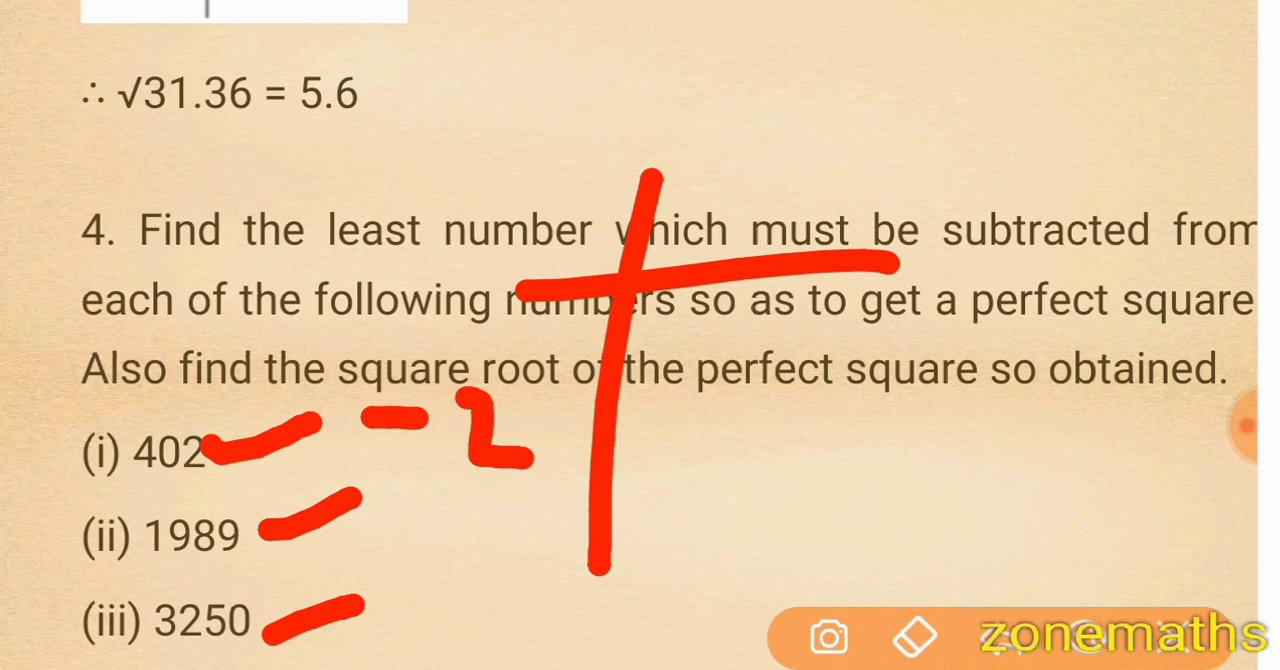 ∴ √31.36 = 5.6
4. Find the least number which must be subtracted from
each of the following numbers so as to get a perfect square
Also find the square root of the perfect square so obtained.
(i) 402 - 2
(ii) 1989
(iii) 3250
zonemaths